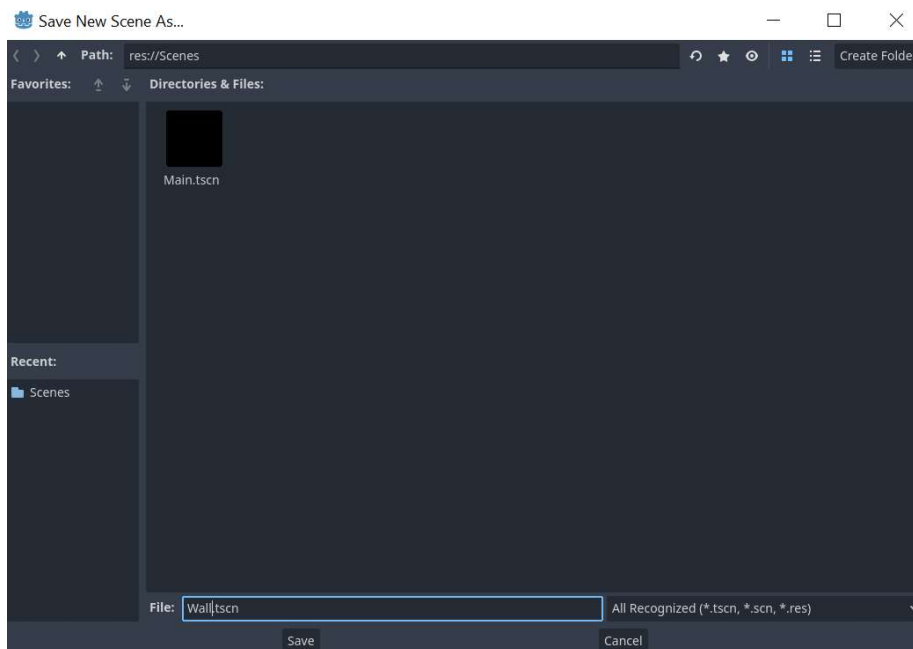 Save New Scene As...
Path: res://Scenes Create Folde
Favorites: Directories & Files:
Main.tscn
Recent:
Scenes
File: Wall.tscn All Recognized (*.tscn, *.scn, *.res)
Save Cancel